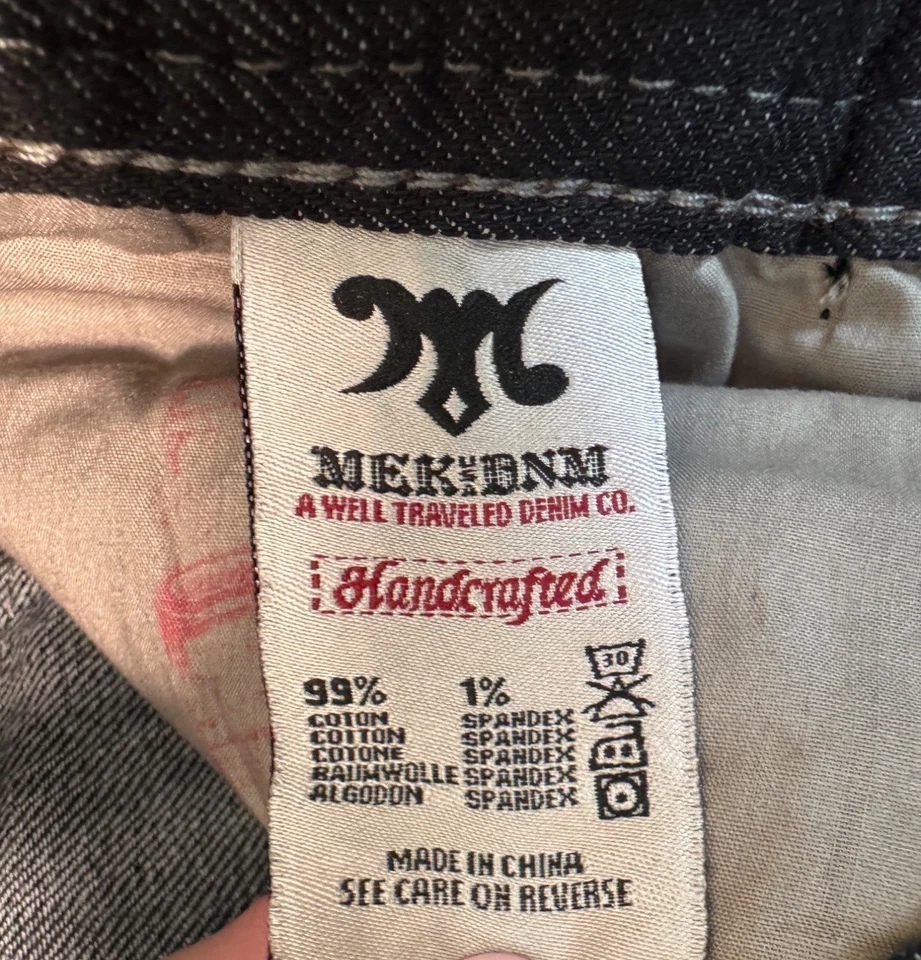 MEK DNM
A WELL TRAVELED DENIM CO.
Handcrafted
30
99% 1%
COTON SPANDEX
COTTON SPANDEX
COTONE SPANDEX
BAUMWOLLE SPANDEX
ALGODON SPANDEX
MADE IN CHINA
SEE CARE ON REVERSE